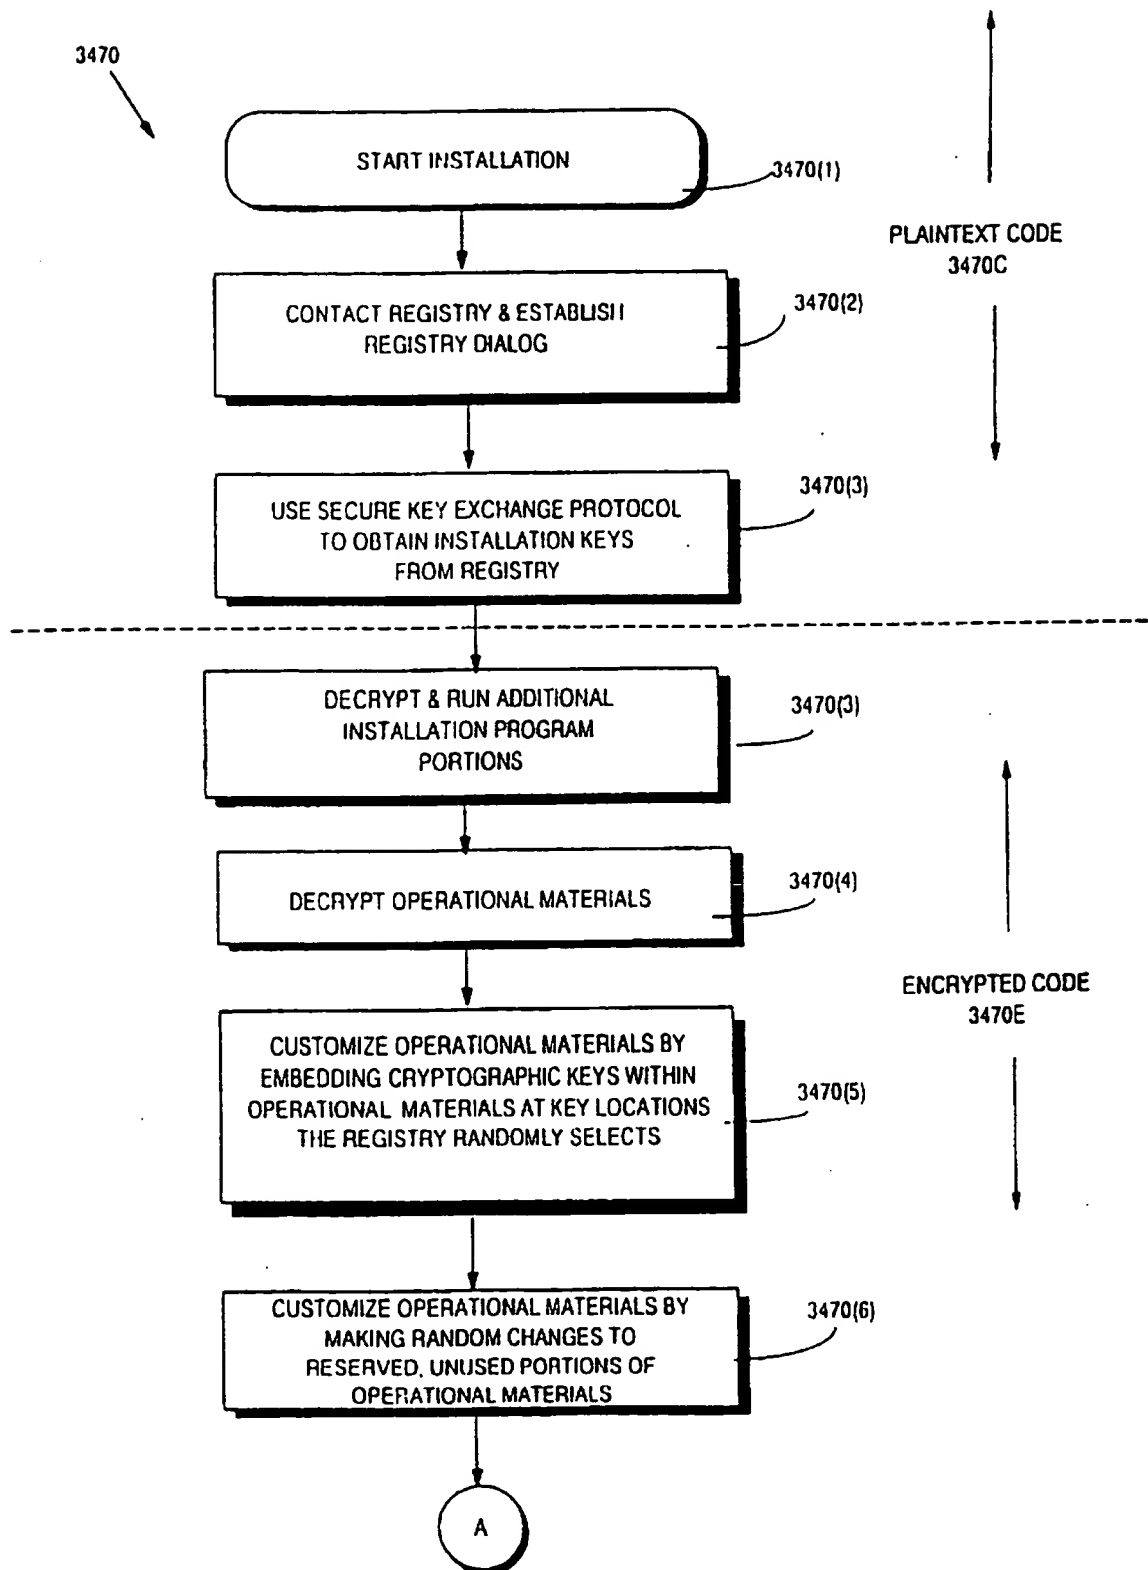 3470
START INSTALLATION
3470(1)
PLAINTEXT CODE
3470C
CONTACT REGISTRY & ESTABLISH
REGISTRY DIALOG
3470(2)
USE SECURE KEY EXCHANGE PROTOCOL
TO OBTAIN INSTALLATION KEYS
FROM REGISTRY
3470(3)
DECRYPT & RUN ADDITIONAL
INSTALLATION PROGRAM
PORTIONS
3470(3)
DECRYPT OPERATIONAL MATERIALS
3470(4)
ENCRYPTED CODE
3470E
CUSTOMIZE OPERATIONAL MATERIALS BY
EMBEDDING CRYPTOGRAPHIC KEYS WITHIN
OPERATIONAL MATERIALS AT KEY LOCATIONS
THE REGISTRY RANDOMLY SELECTS
3470(5)
CUSTOMIZE OPERATIONAL MATERIALS BY
MAKING RANDOM CHANGES TO
RESERVED, UNUSED PORTIONS OF
OPERATIONAL MATERIALS
3470(6)
A